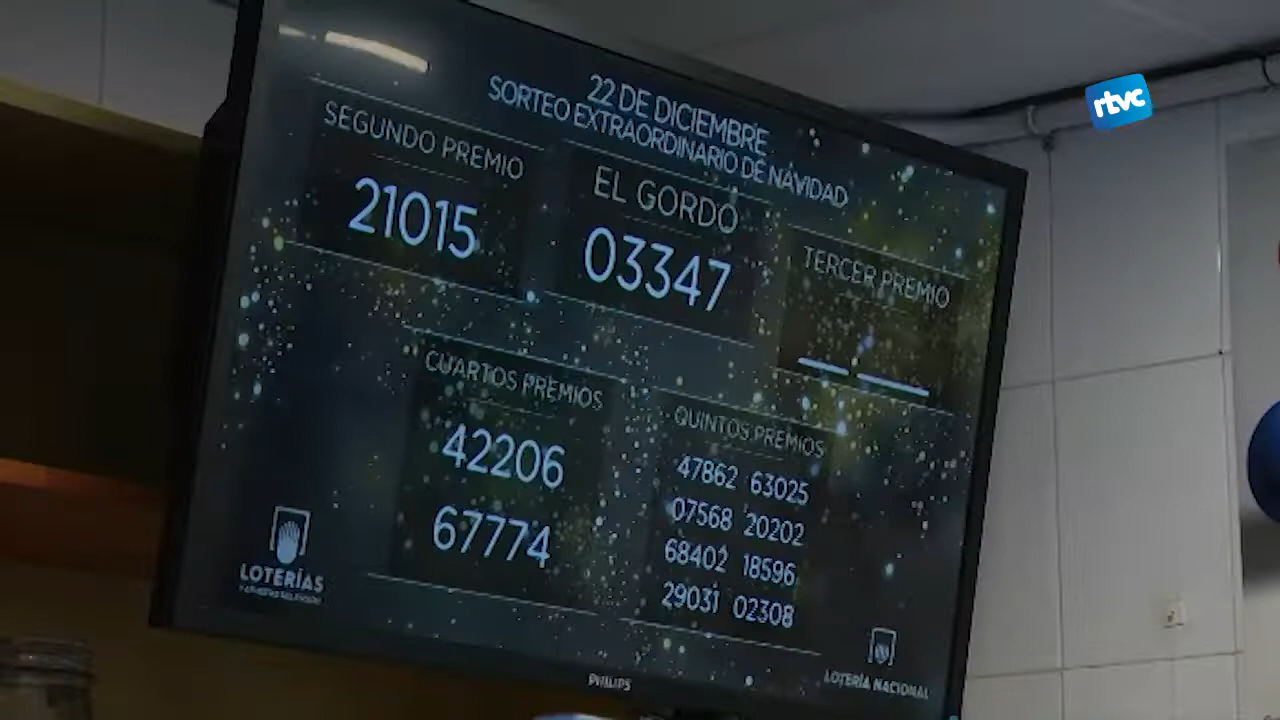 rtvc
22 DE DICIEMBRE
SORTEO EXTRAORDINARIO DE NAVIDAD
SEGUNDO PREMIO
21015
EL GORDO
03347
TERCER PREMIO
CUARTOS PREMIOS
42206
67774
QUINTOS PREMIOS
47862 63025
07568 20202
68402 18596
29031 02308
LOTERÍAS
LOTERÍA NACIONAL
PHILIPS